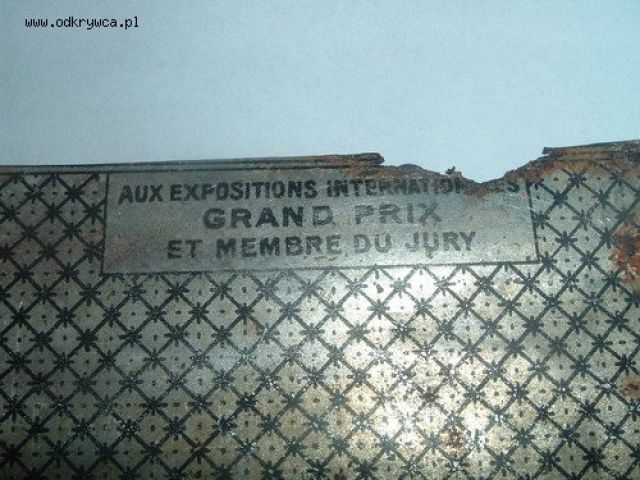 www.odkrywca.pl
AUX EXPOSITIONS INTERNATIONALES
GRAND PRIX
ET MEMBRE DU JURY